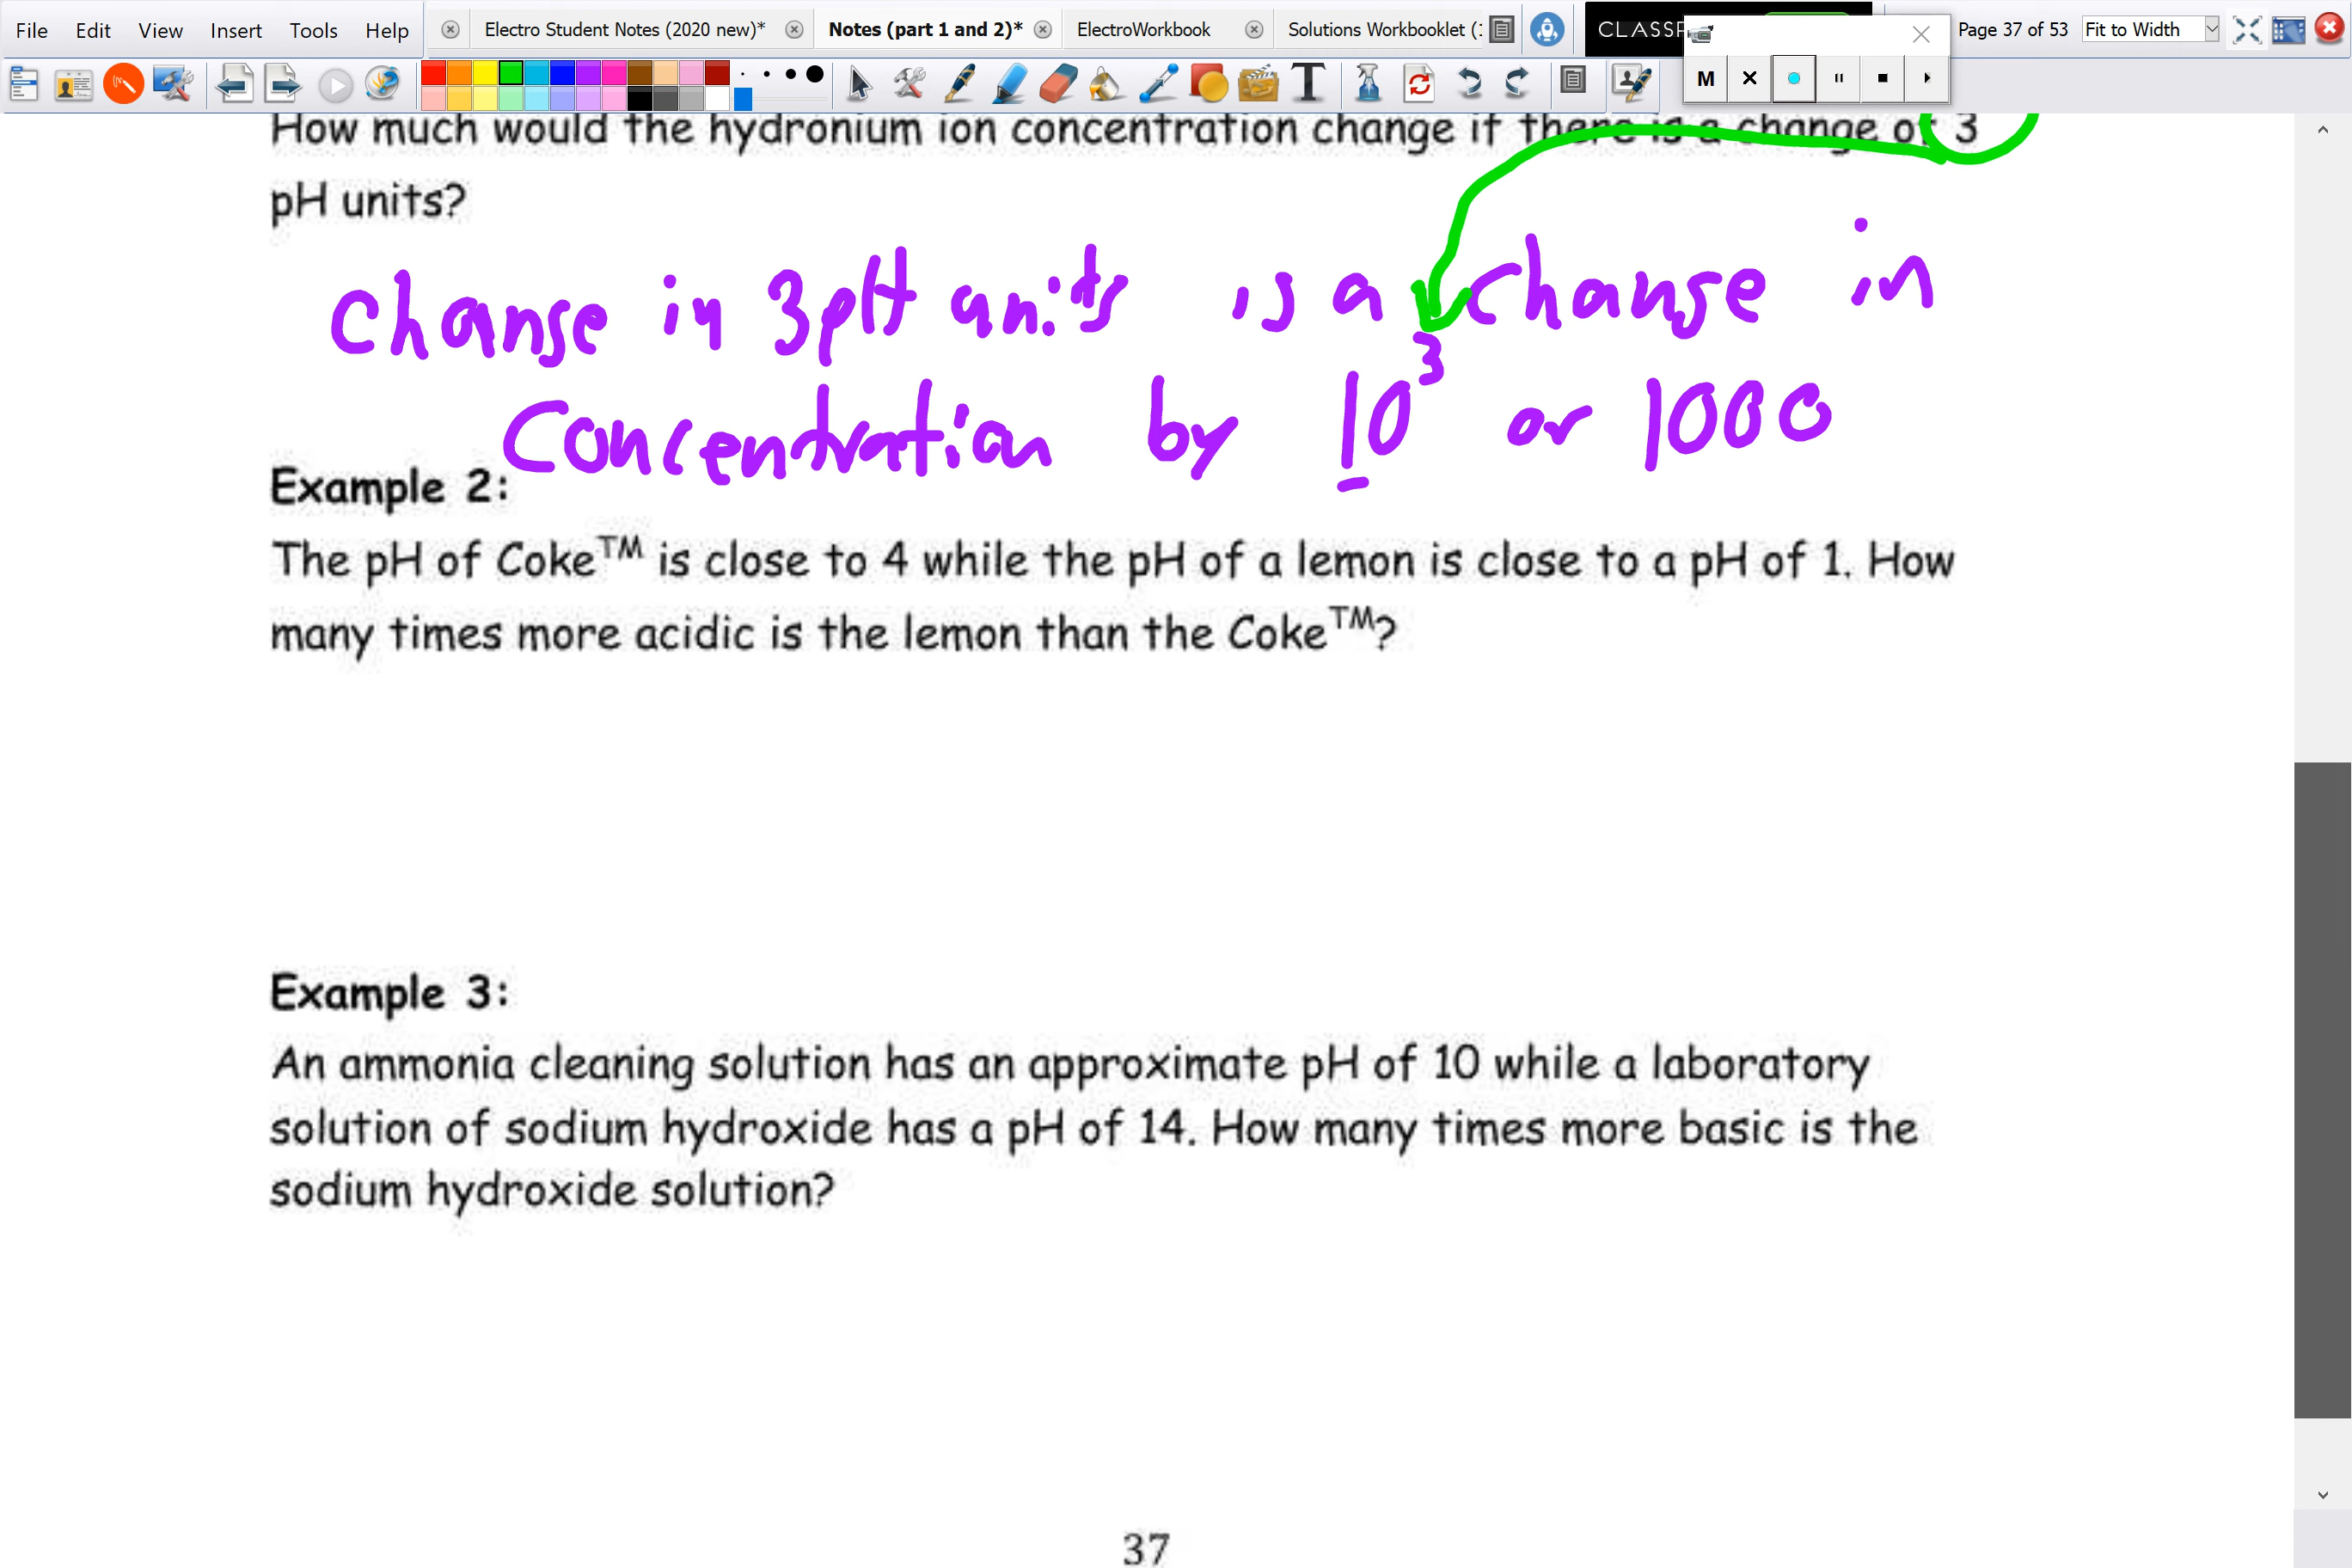 File Edit View Insert Tools Help Electro Student Notes (2020 new)* Notes (part 1 and 2)* ElectroWorkbook Solutions Workbooklet (1 CLASSF Page 37 of 53 Fit to Width
M
T
How much would the hydronium ion concentration change if there is a change of 3
pH units?
Change in 3 pH units is a change in
Concentration by 10³ or 1000
Example 2:
The pH of Coke™ is close to 4 while the pH of a lemon is close to a pH of 1. How
many times more acidic is the lemon than the Coke™?
Example 3:
An ammonia cleaning solution has an approximate pH of 10 while a laboratory
solution of sodium hydroxide has a pH of 14. How many times more basic is the
sodium hydroxide solution?
37